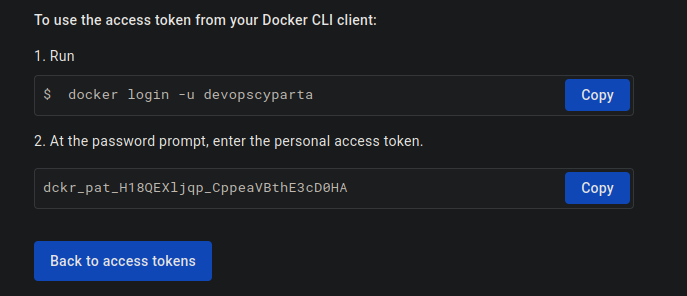 To use the access token from your Docker CLI client:
1. Run
$ docker login -u devopscyparta
Copy
2. At the password prompt, enter the personal access token.
dckr_pat_H18QEXljqp_CppeaVBthE3cD0HA
Copy
Back to access tokens